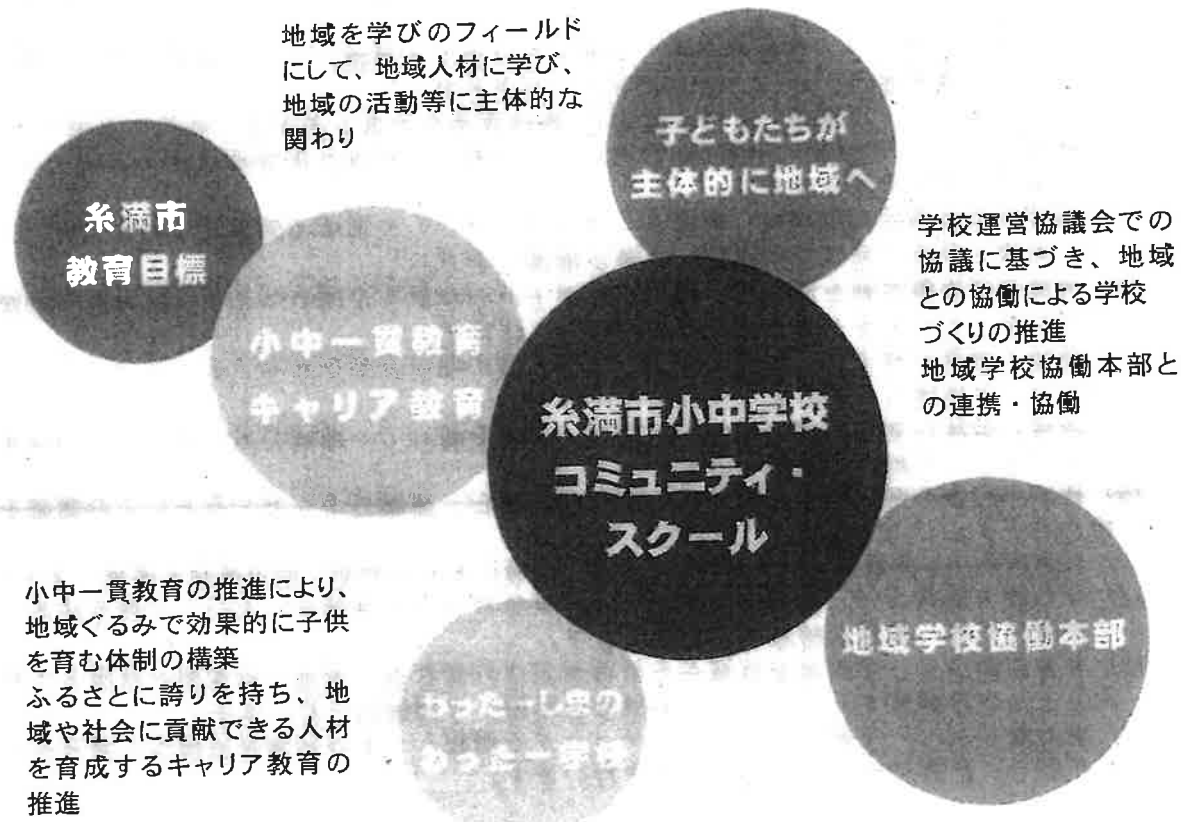 地域を学びのフィールド
にして、地域人材に学び、
地域の活動等に主体的な
関わり
子どもたちが
主体的に地域へ
糸満市
教育目標
学校運営協議会での
協議に基づき、地域
との協働による学校
づくりの推進
地域学校協働本部と
の連携・協働
小中一貫教育
キャリア教育
糸満市小中学校
コミュニティ・
スクール
地域学校協働本部
小中一貫教育の推進により、
地域ぐるみで効果的に子供
を育む体制の構築
ふるさとに誇りを持ち、地
域や社会に貢献できる人材
を育成するキャリア教育の
推進